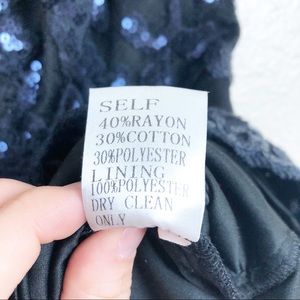 SELF
40%RAYON
30%COTTON
30%POLYESTER
LINING
100%POLYESTER
DRY CLEAN
ONLY